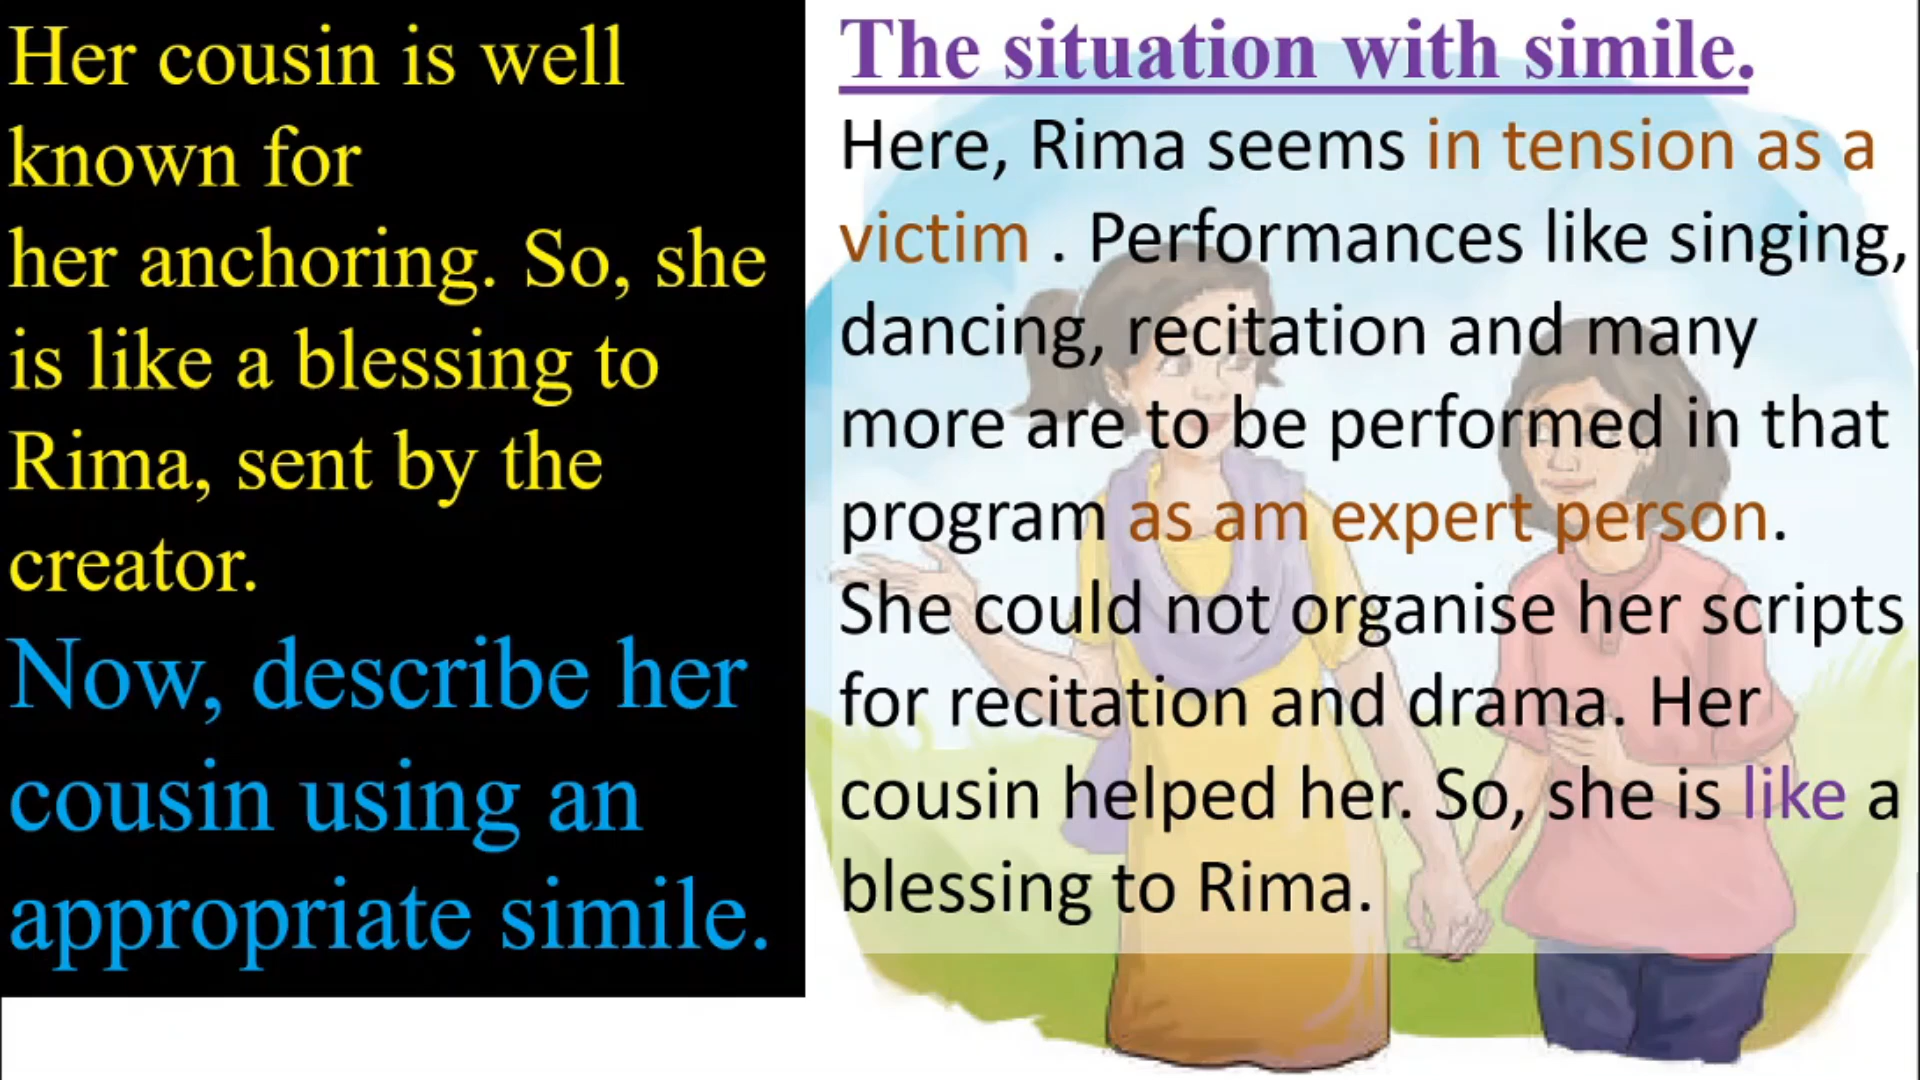 Her cousin is well
known for
her anchoring. So, she
is like a blessing to
Rima, sent by the
creator.
Now, describe her
cousin using an
appropriate simile.
The situation with simile.
Here, Rima seems in tension as a
victim . Performances like singing,
dancing, recitation and many
more are to be performed in that
program as am expert person.
She could not organise her scripts
for recitation and drama. Her
cousin helped her. So, she is like a
blessing to Rima.